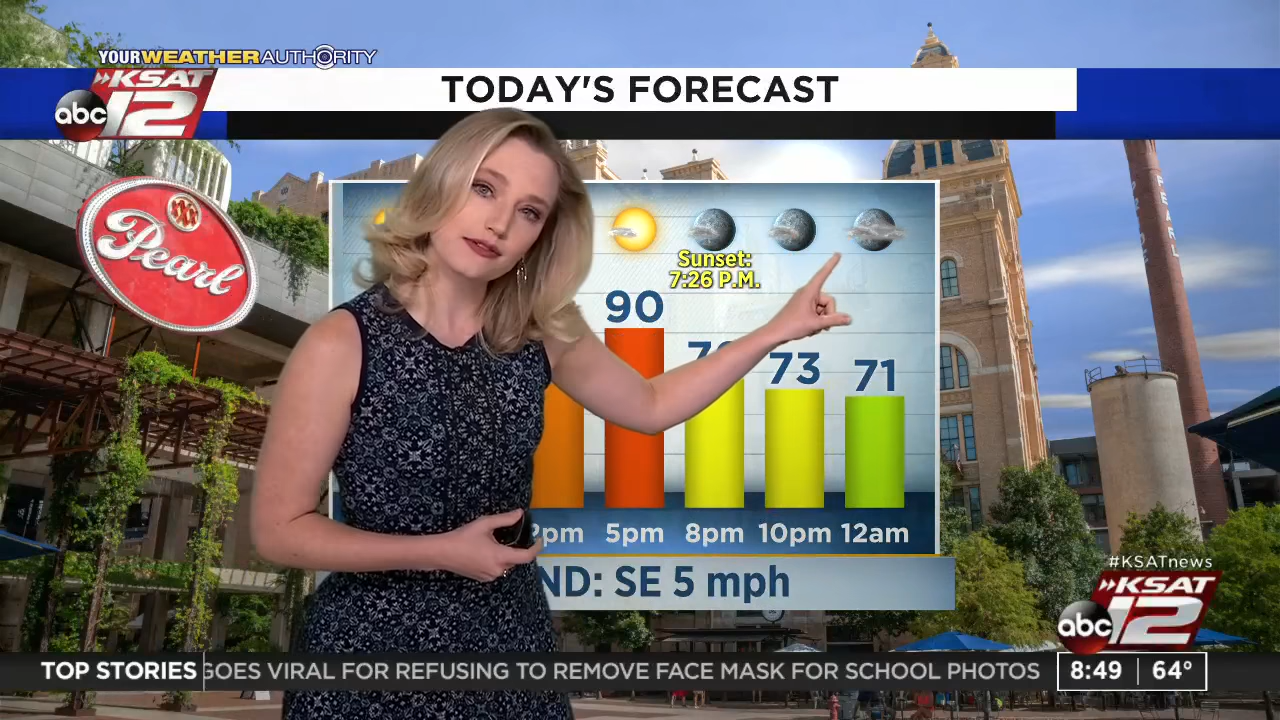 YOURWEATHERAUTHORITY
KSAT
abc 12
TODAY'S FORECAST
Pearl
PEARL
Sunset:
7:26 P.M.
90
73
71
5pm 8pm 10pm 12am
SE 5 mph
#KSATnews
KSAT
abc 12
TOP STORIES GOES VIRAL FOR REFUSING TO REMOVE FACE MASK FOR SCHOOL PHOTOS 8:49 64°